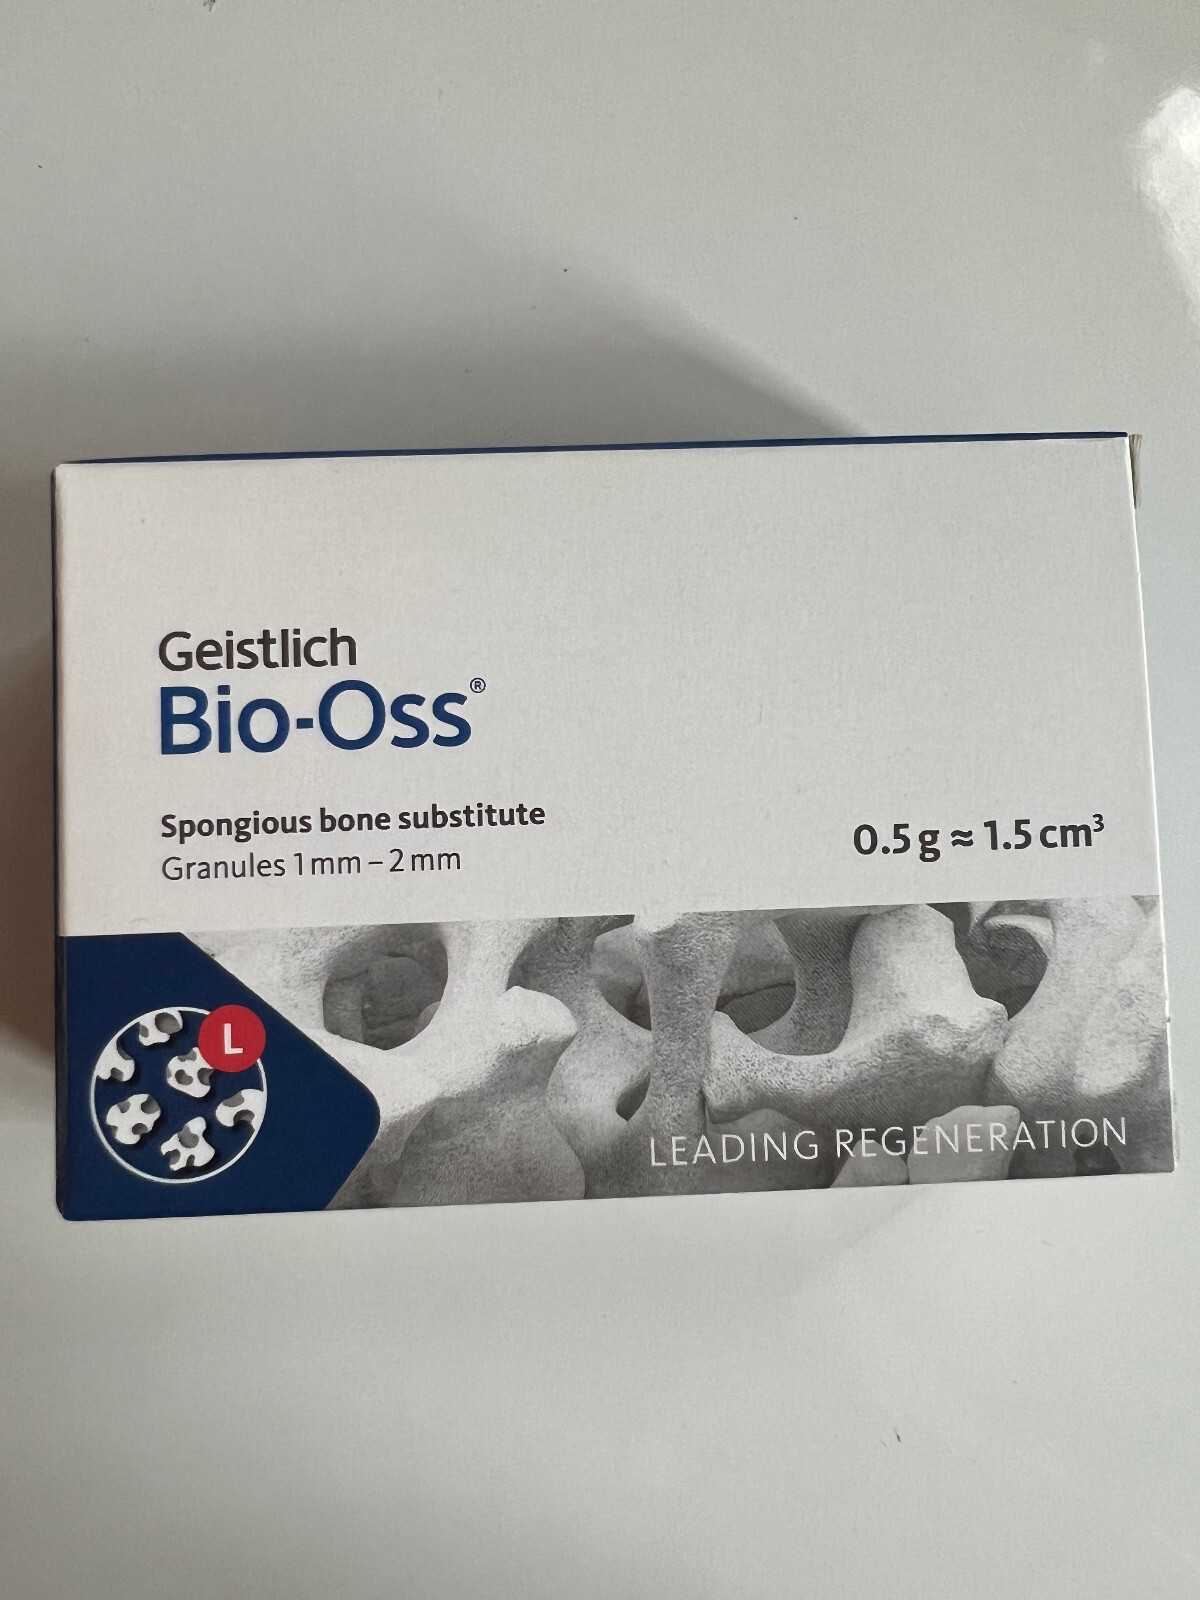 Geistlich
Bio-Oss®
Spongious bone substitute
Granules 1 mm – 2 mm
0.5 g ≈ 1.5 cm³
L
LEADING REGENERATION